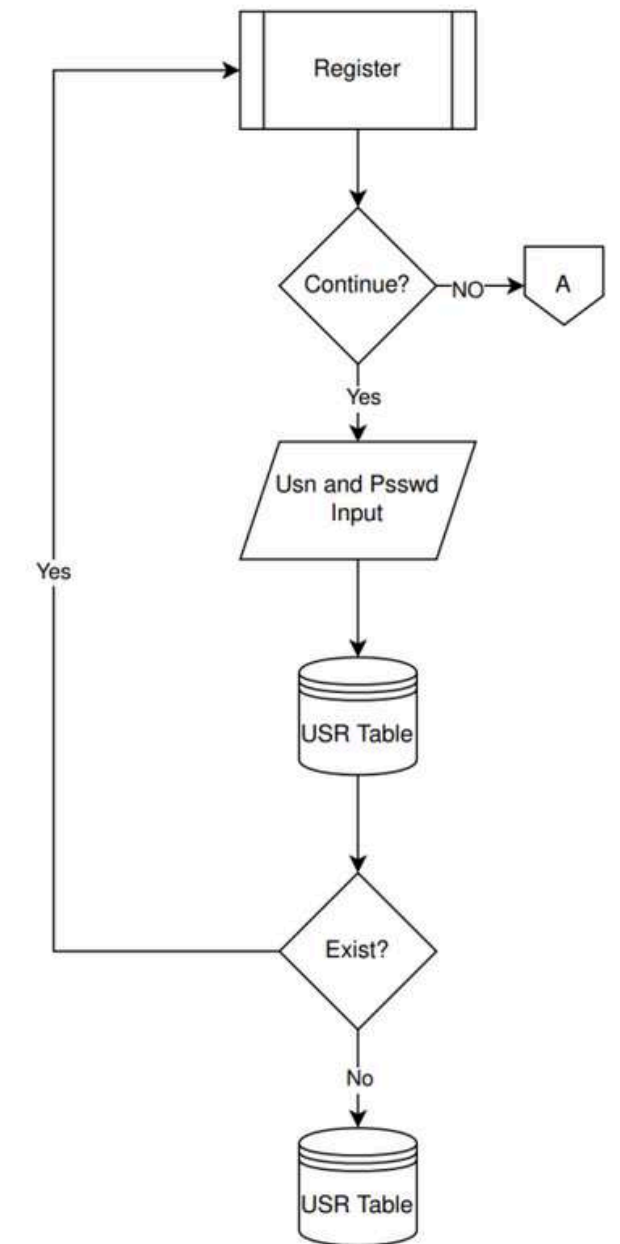 Register
Continue?
NO
A
Yes
Usn and Psswd
Input
Yes
USR Table
Exist?
No
USR Table